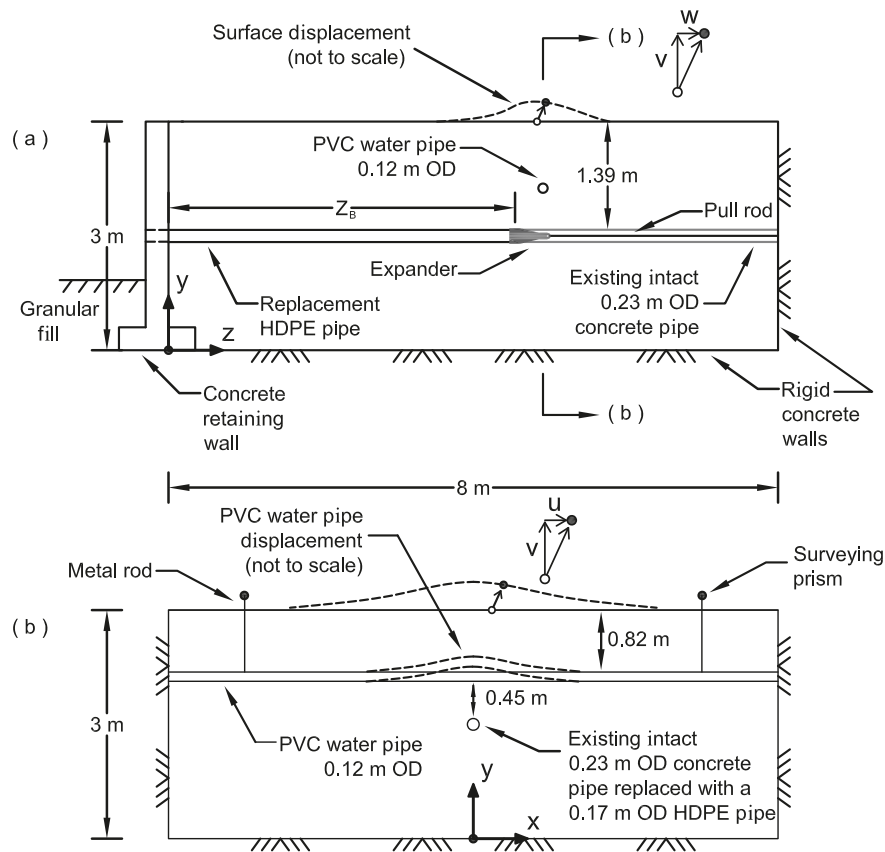 ( b )
w
v
Surface displacement
(not to scale)
( a )
PVC water pipe
0.12 m OD
1.39 m
Z_B
Pull rod
3 m
Expander
Existing intact
0.23 m OD
concrete pipe
y
Replacement
HDPE pipe
Granular
fill
z
Concrete
retaining
wall
( b )
Rigid
concrete
walls
8 m
PVC water pipe
displacement
(not to scale)
u
v
Metal rod
Surveying
prism
( b )
0.82 m
3 m
0.45 m
PVC water pipe
0.12 m OD
Existing intact
0.23 m OD concrete
pipe replaced with a
0.17 m OD HDPE pipe
y
x